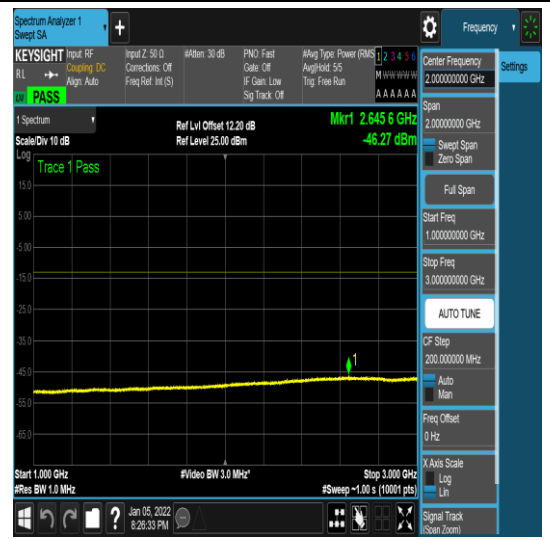 Spectrum Analyzer 1
Swept SA
+
Frequency
KEYSIGHT
RL
PASS
Input: RF
Coupling: DC
Align: Auto
Input Z: 50 Ω
Corrections: Off
Freq Ref: Int (S)
#Atten: 30 dB
PNO: Fast
Gate: Off
IF Gain: Low
Sig Track: Off
#Avg Type: Power (RMS
Avg|Hold: 5/5
Trig: Free Run
1 2 3 4 5 6
M W W W W W
A A A A A A
Center Frequency
2.000000000 GHz
Settings
Span
2.00000000 GHz
Swept Span
Zero Span
Full Span
Start Freq
1.000000000 GHz
Stop Freq
3.000000000 GHz
AUTO TUNE
CF Step
200.000000 MHz
Auto
Man
Freq Offset
0 Hz
X Axis Scale
Log
Lin
Signal Track
(Span Zoom)
1 Spectrum
Scale/Div 10 dB
Ref Lvl Offset 12.20 dB
Ref Level 25.00 dBm
Mkr1 2.645 6 GHz
-46.27 dBm
Log
Trace 1 Pass
15.0
5.00
-5.00
-15.0
-25.0
-35.0
-45.0
-55.0
-65.0
1
Start 1.000 GHz
#Res BW 1.0 MHz
#Video BW 3.0 MHz*
Stop 3.000 GHz
#Sweep ~1.00 s (10001 pts)
?
Jan 05, 2022
8:26:33 PM